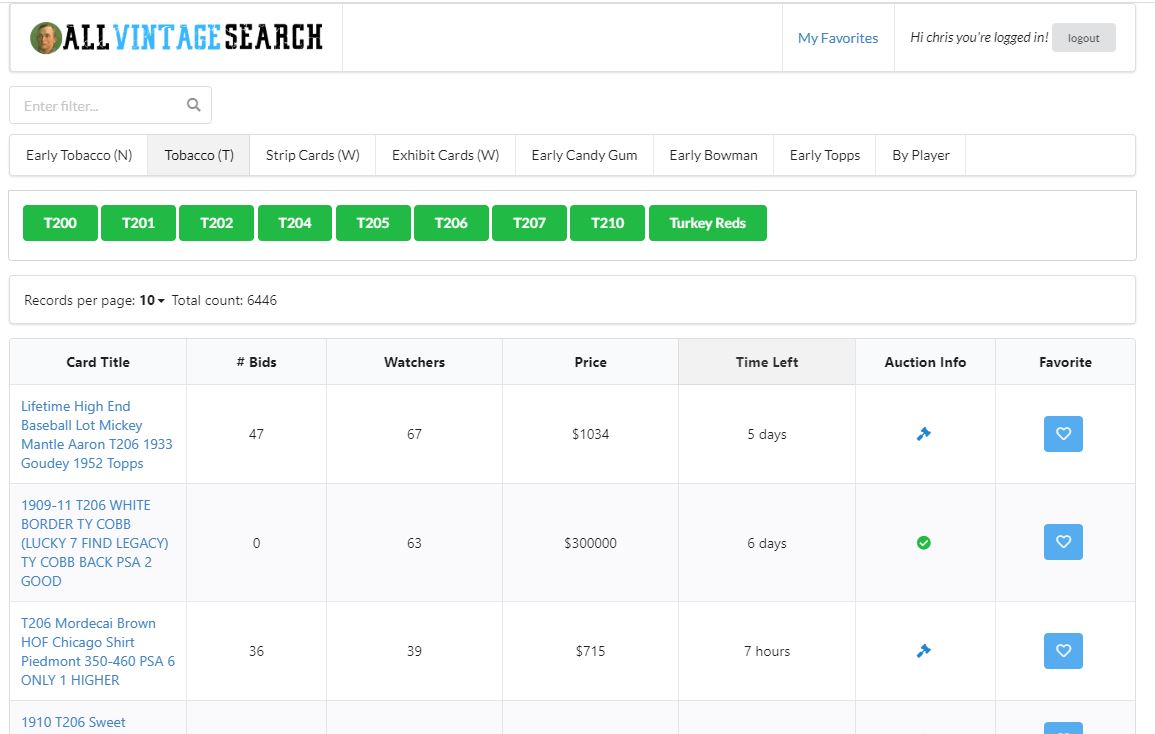 ALL VINTAGE SEARCH
My Favorites
Hi chris you're logged in!
logout
Enter filter...
Early Tobacco (N)
Tobacco (T)
Strip Cards (W)
Exhibit Cards (W)
Early Candy Gum
Early Bowman
Early Topps
By Player
T200
T201
T202
T204
T205
T206
T207
T210
Turkey Reds
Records per page: 10 Total count: 6446
Card Title
# Bids
Watchers
Price
Time Left
Auction Info
Favorite
Lifetime High End
Baseball Lot Mickey
Mantle Aaron T206 1933
Goudey 1952 Topps
47
67
$1034
5 days
1909-11 T206 WHITE
BORDER TY COBB
(LUCKY 7 FIND LEGACY)
TY COBB BACK PSA 2
GOOD
0
63
$300000
6 days
T206 Mordecai Brown
HOF Chicago Shirt
Piedmont 350-460 PSA 6
ONLY 1 HIGHER
36
39
$715
7 hours
1910 T206 Sweet